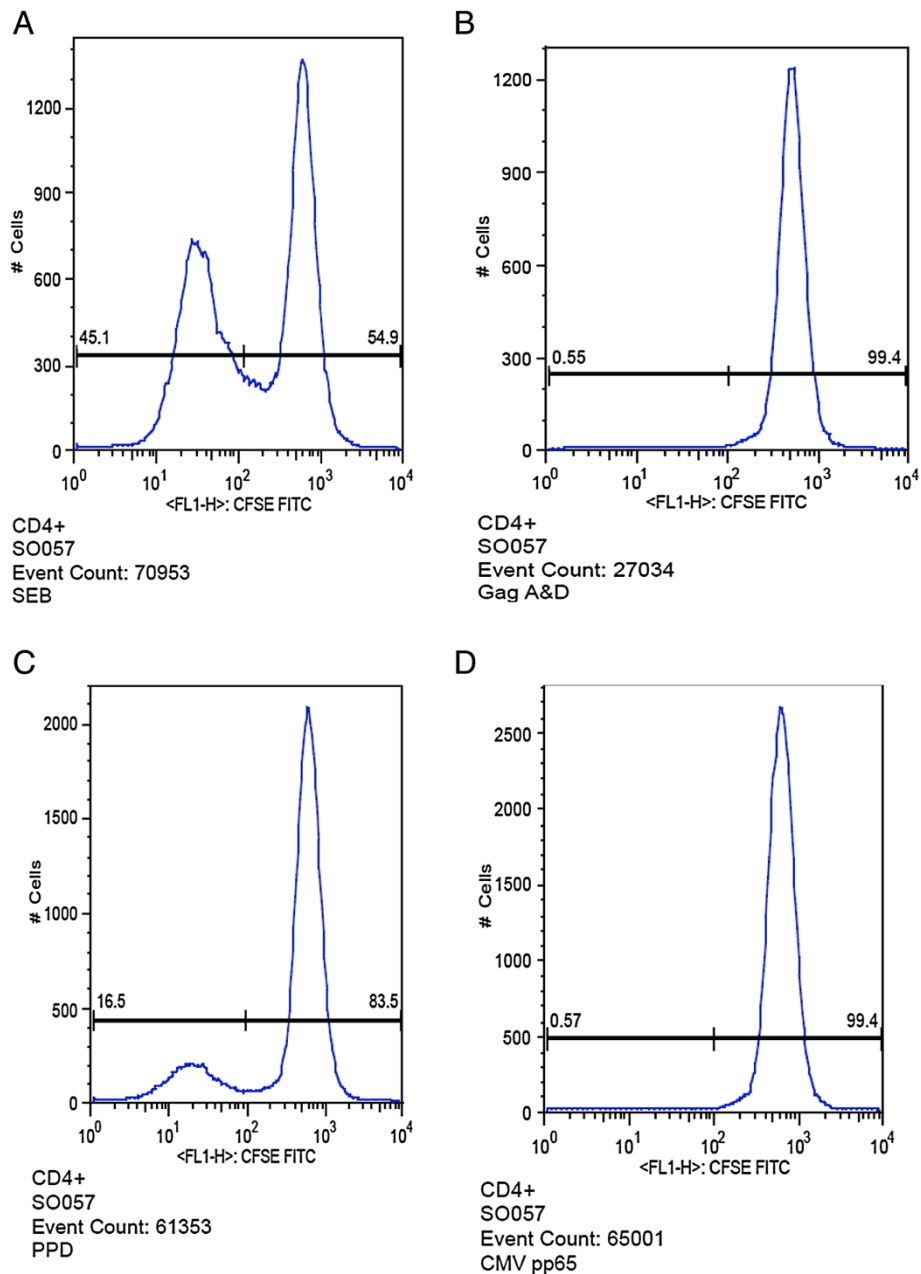 A
# Cells
1200
900
600
300
0
45.1 54.9
10^0 10^1 10^2 10^3 10^4
<FL1-H>: CFSE FITC
CD4+
SO057
Event Count: 70953
SEB
B
# Cells
1200
900
600
300
0
0.55 99.4
10^0 10^1 10^2 10^3 10^4
<FL1-H>: CFSE FITC
CD4+
SO057
Event Count: 27034
Gag A&D
C
# Cells
2000
1500
1000
500
0
16.5 83.5
10^0 10^1 10^2 10^3 10^4
<FL1-H>: CFSE FITC
CD4+
SO057
Event Count: 61353
PPD
D
# Cells
2500
2000
1500
1000
500
0
0.57 99.4
10^0 10^1 10^2 10^3 10^4
<FL1-H>: CFSE FITC
CD4+
SO057
Event Count: 65001
CMV pp65